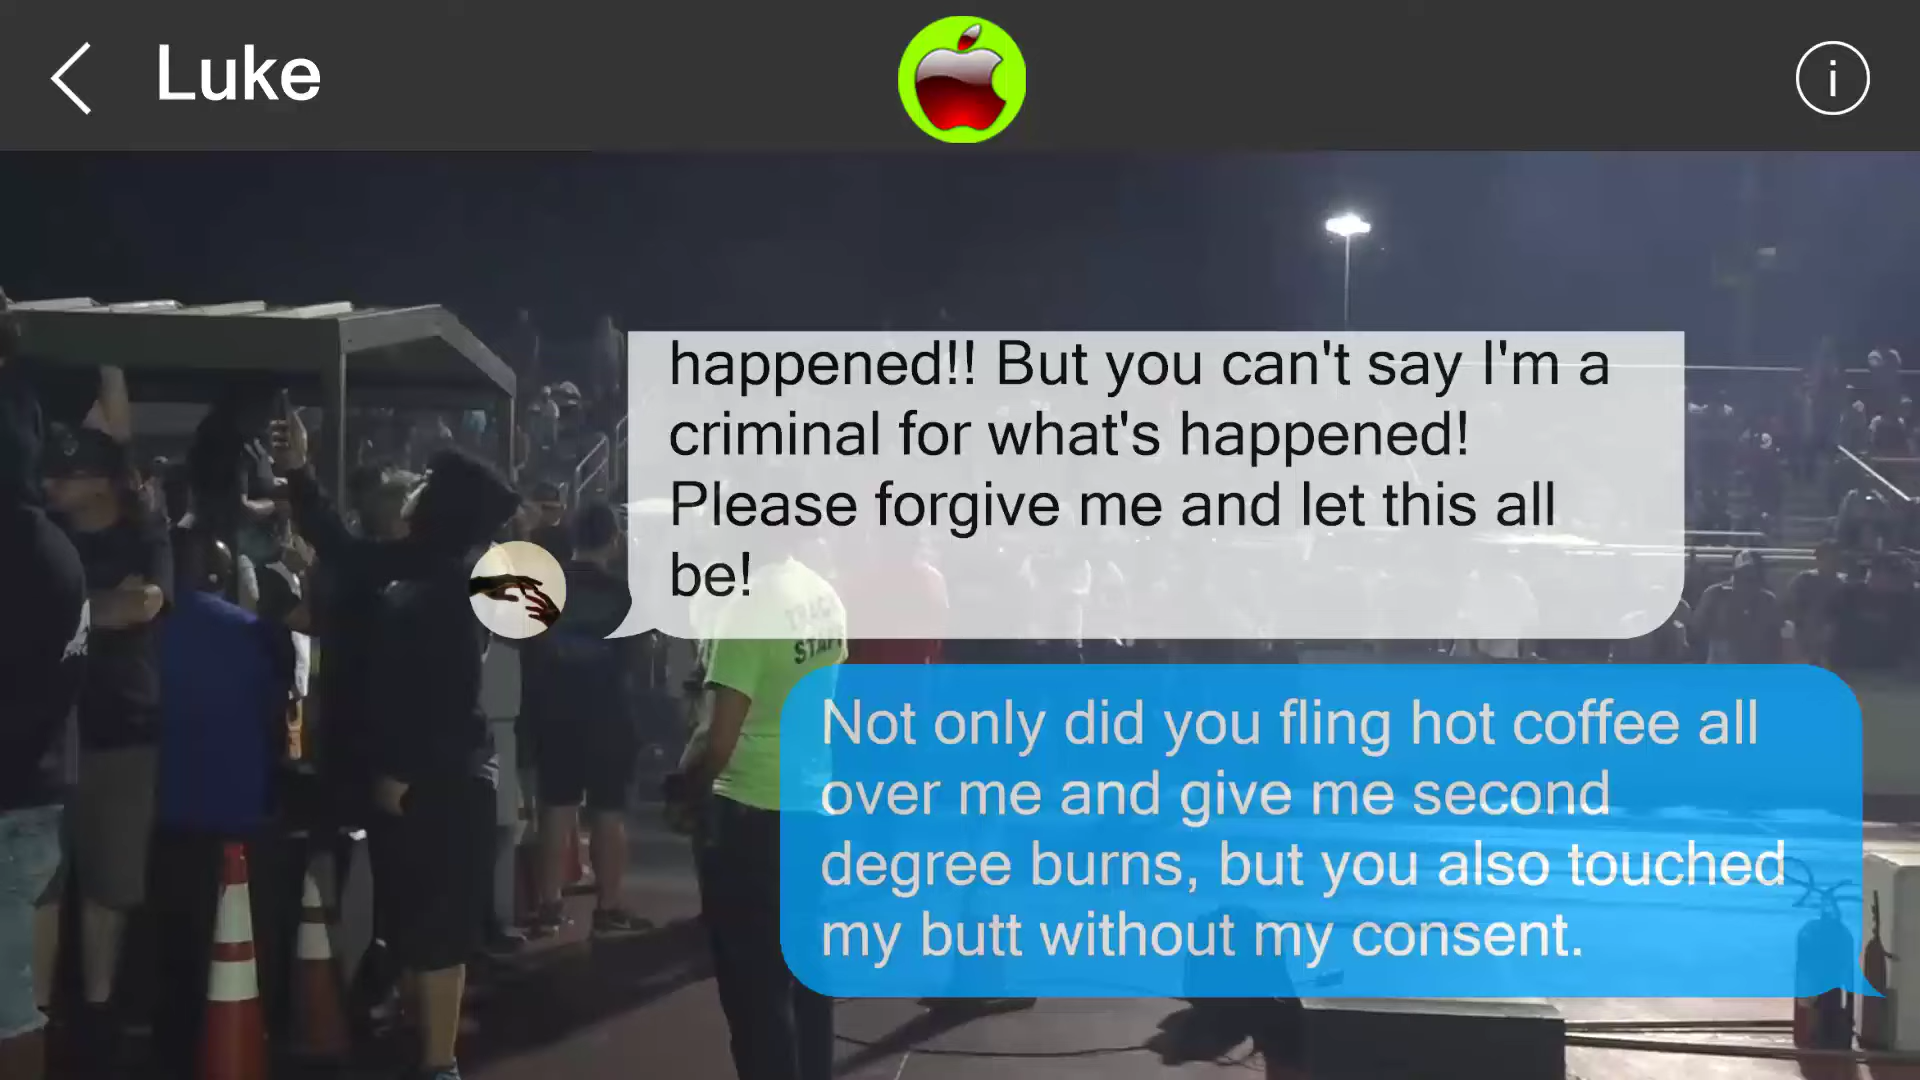 Luke
i
happened!! But you can't say I'm a
criminal for what's happened!
Please forgive me and let this all
be!
TRAC
STAFF
Not only did you fling hot coffee all
over me and give me second
degree burns, but you also touched
my butt without my consent.